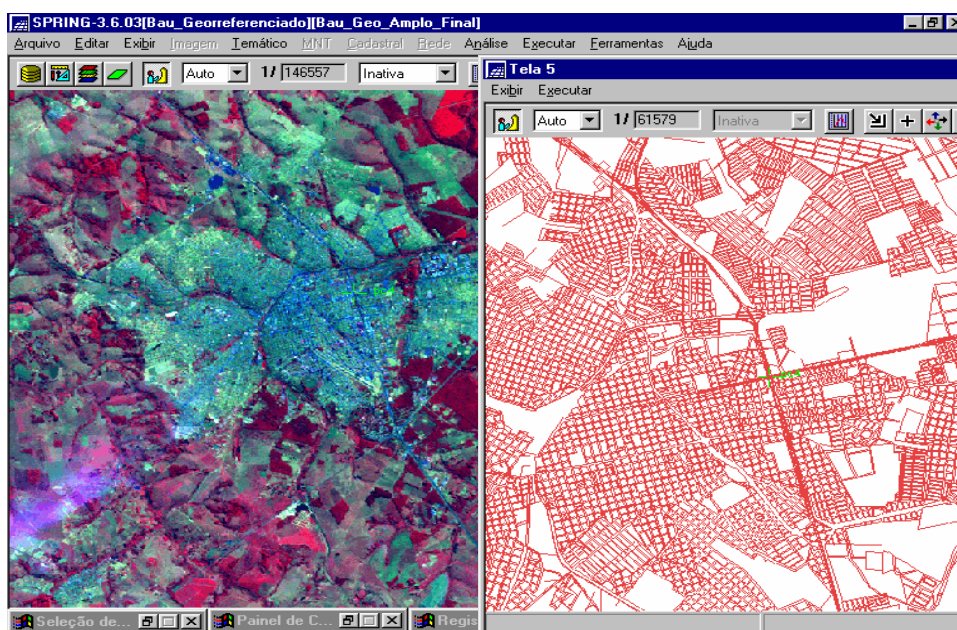 SPRING-3.6.03[Bau_Georreferenciado][Bau_Geo_Amplo_Final]
Arquivo Editar Exibir Imagem Temático MNT Cadastral Rede Análise Executar Ferramentas Ajuda
Auto 1/ 146557 Inativa
Tela 5
Exibir Executar
Auto 1/ 61579 Inativa
Seleção de... Painel de C... Regis